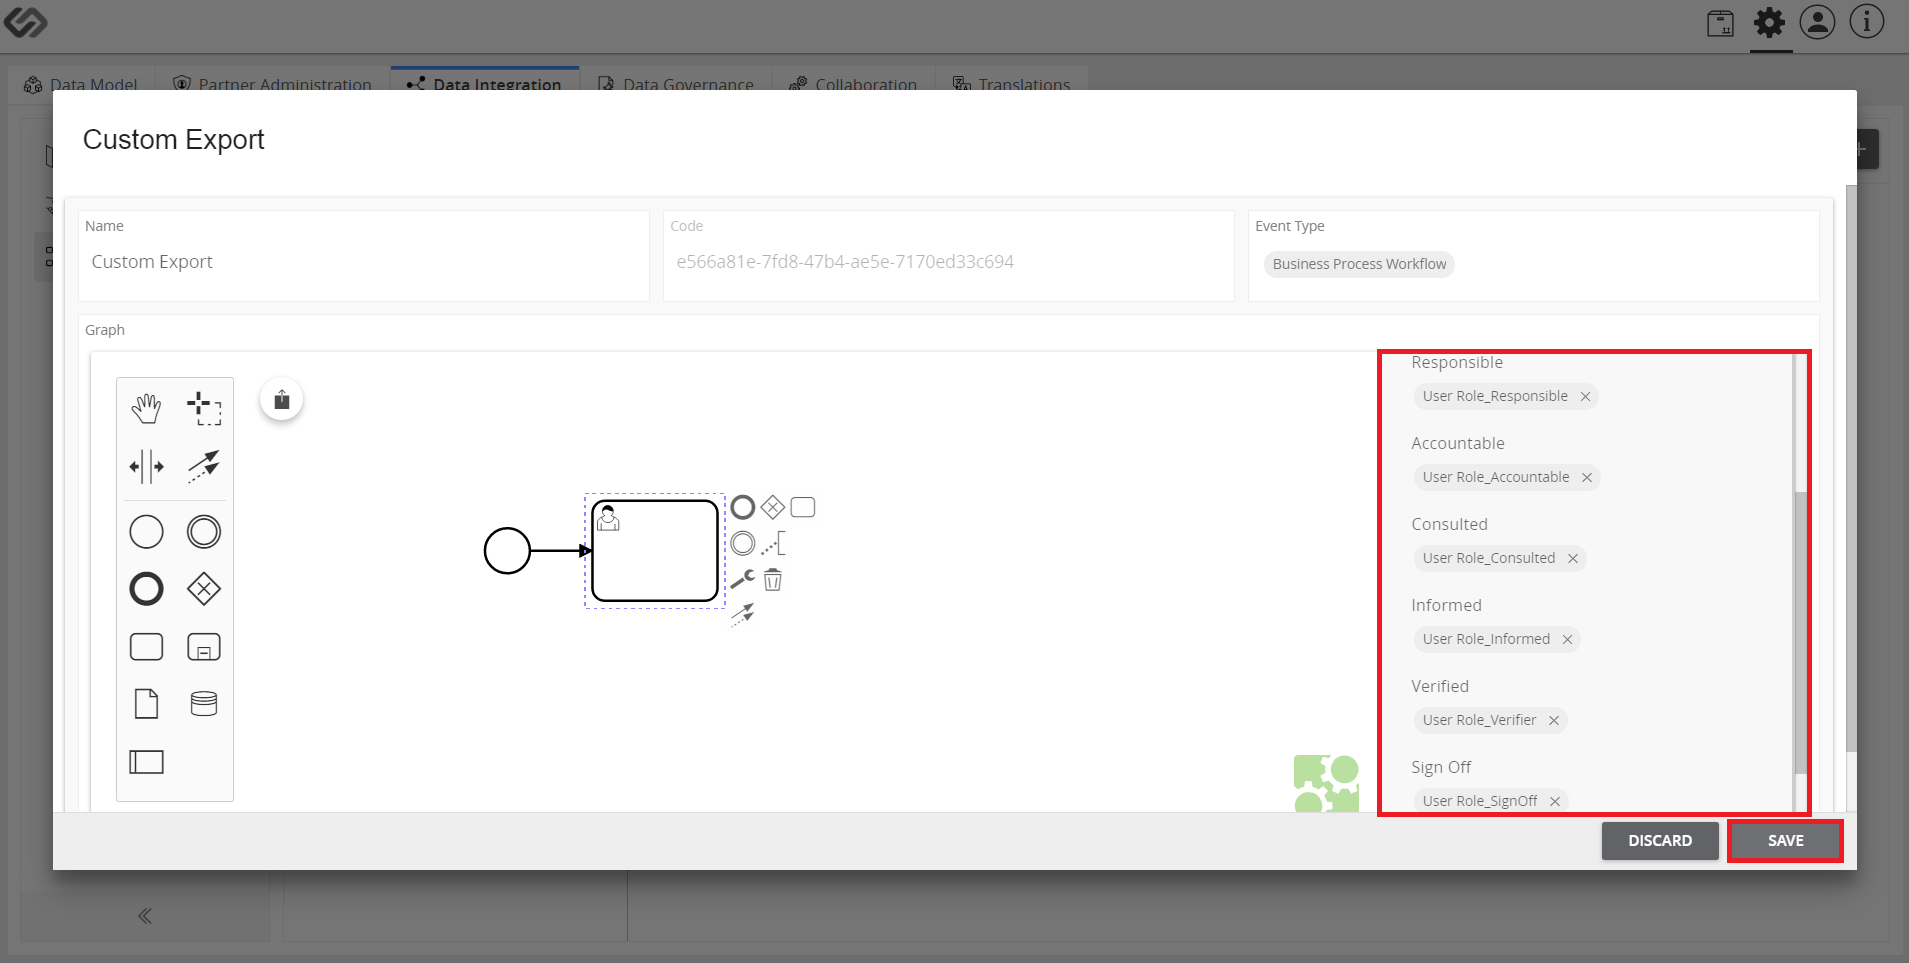 Data Model
Partner Administration
Data Integration
Data Governance
Collaboration
Translations
Custom Export
Name
Custom Export
Code
e566a81e-7fd8-47b4-ae5e-7170ed33c694
Event Type
Business Process Workflow
Graph
Responsible
User Role_Responsible
Accountable
User Role_Accountable
Consulted
User Role_Consulted
Informed
User Role_Informed
Verified
User Role_Verifier
Sign Off
User Role_SignOff
DISCARD
SAVE